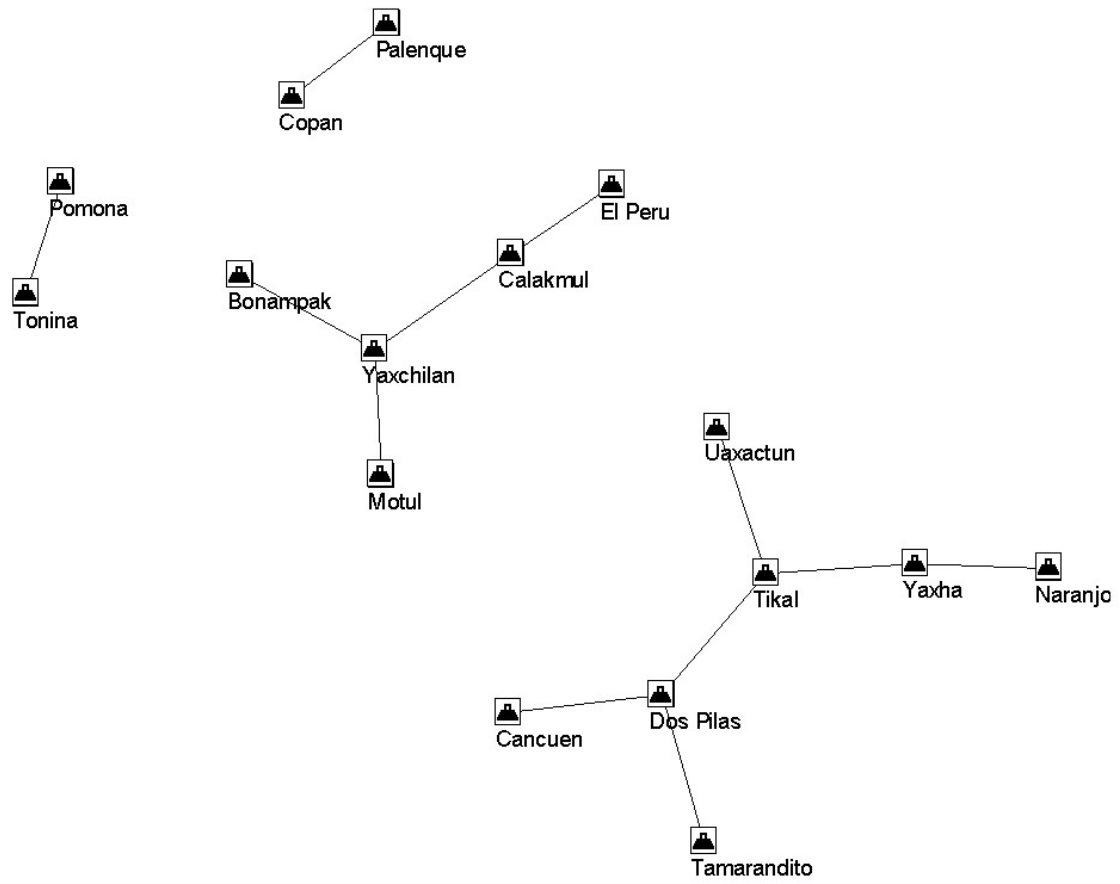 Palenque
Copan
Pomona
El Peru
Calakmul
Bonampak
Tonina
Yaxchilan
Uaxactun
Motul
Yaxha
Naranjo
Tikal
Dos Pilas
Cancuen
Tamarandito